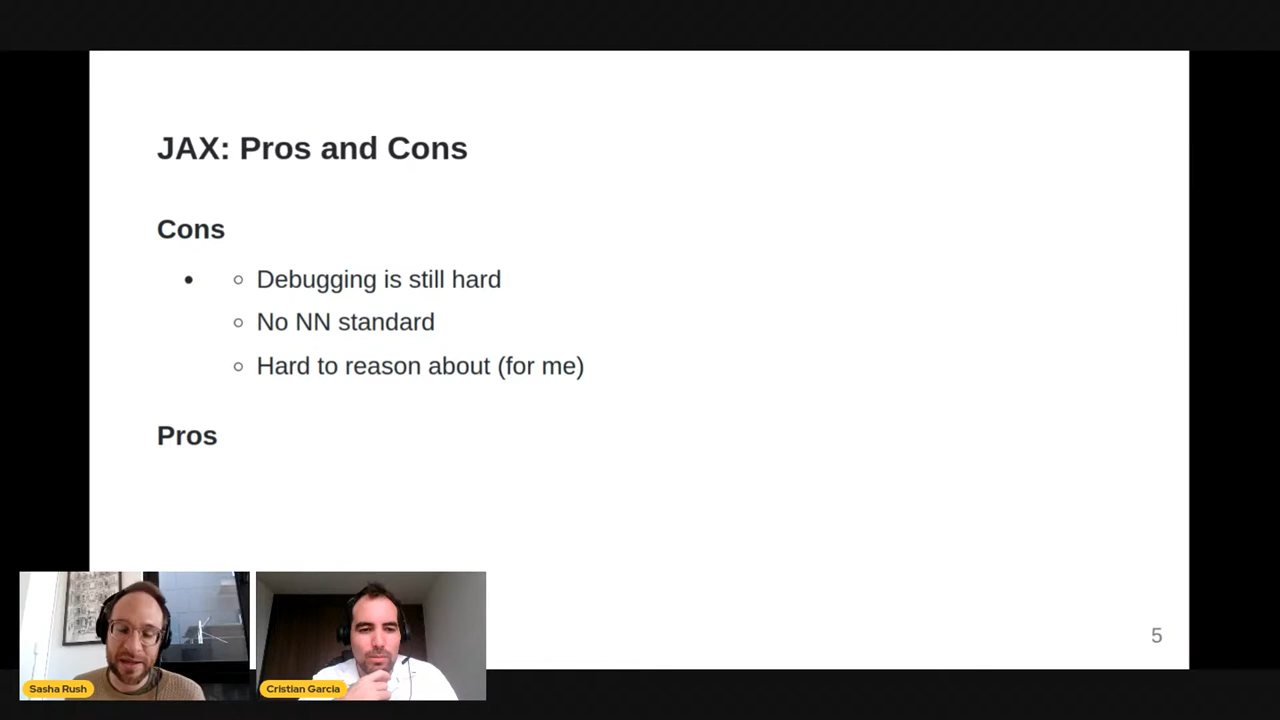 JAX: Pros and Cons
Cons
Debugging is still hard
No NN standard
Hard to reason about (for me)
Pros
5
Sasha Rush
Cristian Garcia